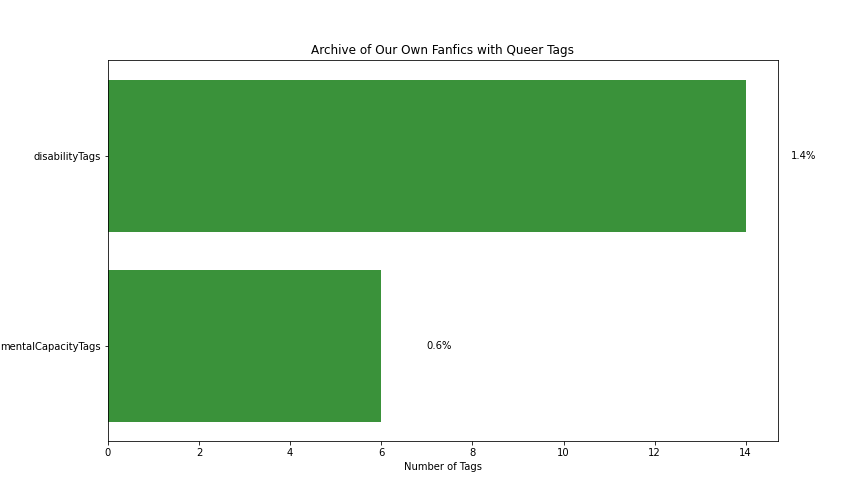 Archive of Our Own Fanfics with Queer Tags
disabilityTags
1.4%
mentalCapacityTags
0.6%
0 2 4 6 8 10 12 14
Number of Tags